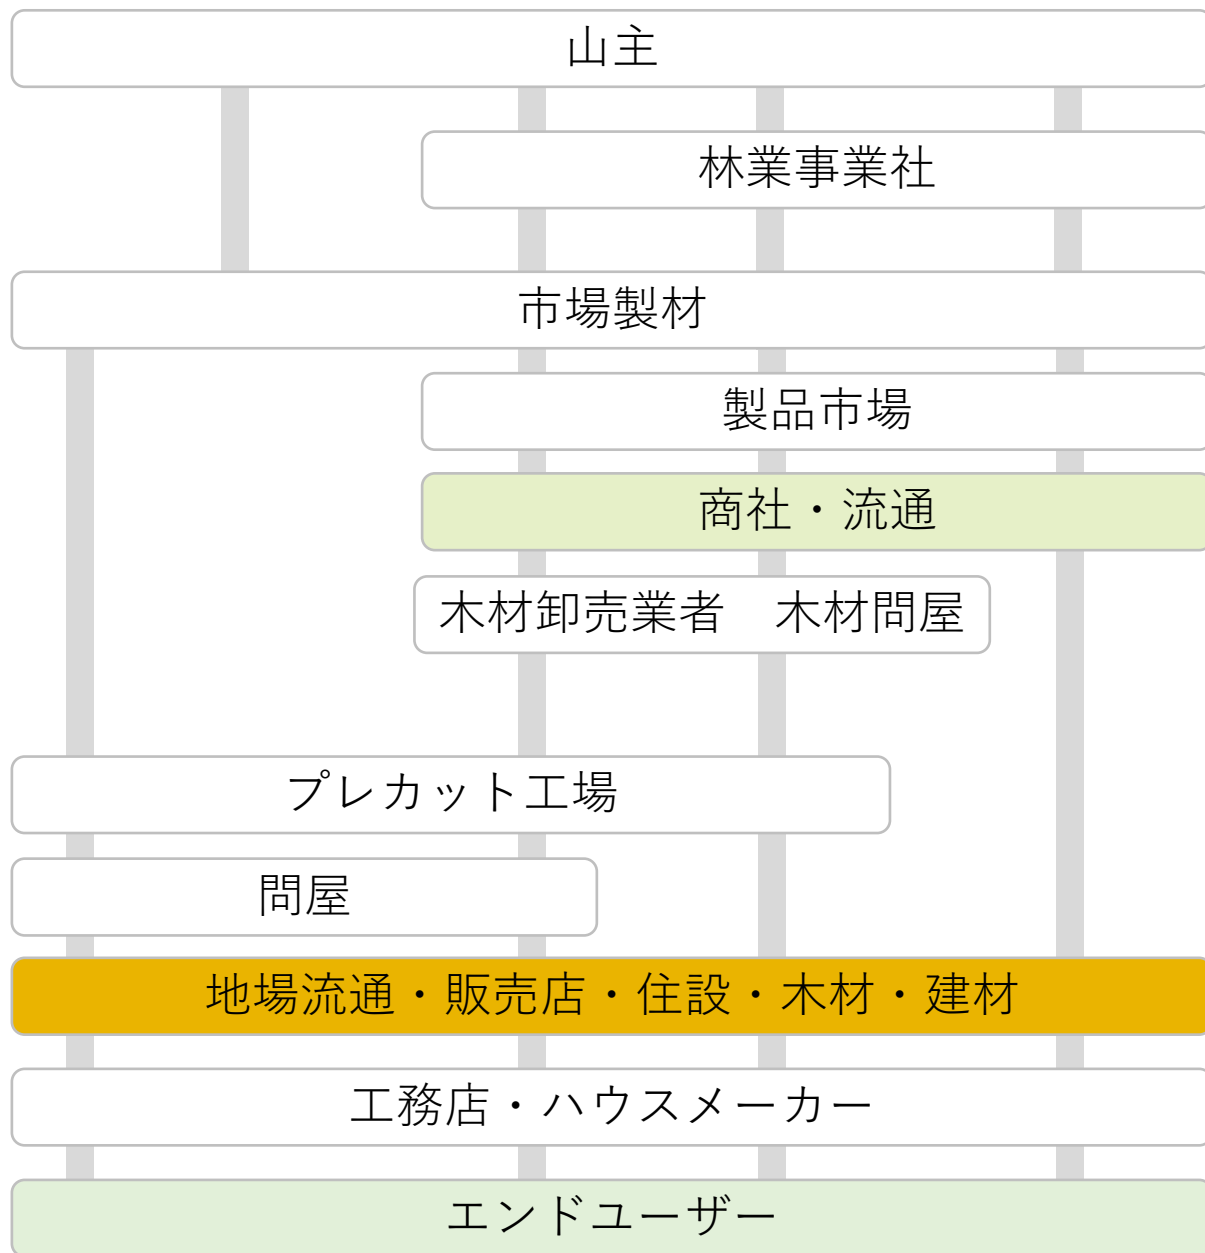 山主
林業事業社
市場製材
製品市場
商社・流通
木材卸売業者　木材問屋
プレカット工場
問屋
地場流通・販売店・住設・木材・建材
工務店・ハウスメーカー
エンドユーザー